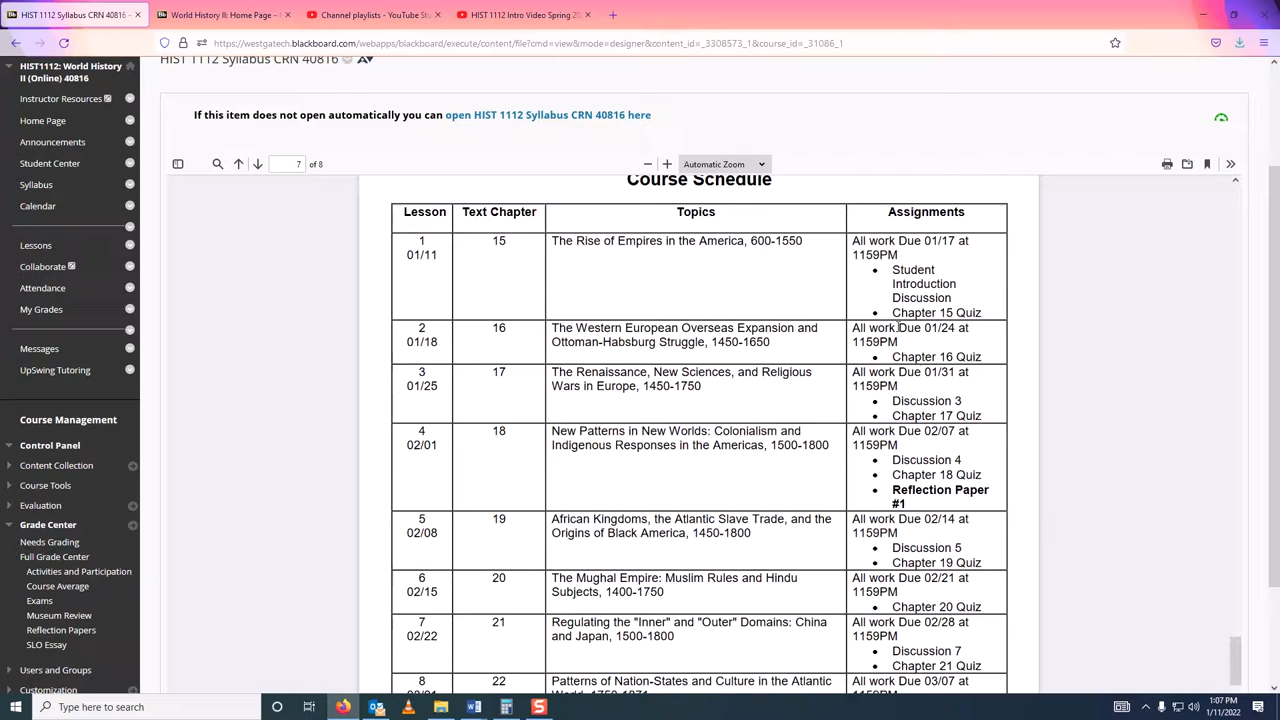 HIST 1112 Syllabus CRN 40816 –
World History II: Home Page –
Channel playlists - YouTube St
HIST 1112 Intro Video Spring 20
https://westgatech.blackboard.com/webapps/blackboard/execute/content/file?cmd=view&mode=designer&content_id=_3308573_1&course_id=_31086_1
HIST1112: World History
II (Online) 40816
Instructor Resources
Home Page
Announcements
Student Center
Syllabus
Calendar
Lessons
Collaborate
Attendance
My Grades
Messages
UpSwing Tutoring
Course Management
Control Panel
Content Collection
Course Tools
Evaluation
Grade Center
Needs Grading
Full Grade Center
Activities and Participation
Course Average
Exams
Museum Review
Reflection Papers
SLO Essay
Users and Groups
Customization
HIST 1112 Syllabus CRN 40816
If this item does not open automatically you can open HIST 1112 Syllabus CRN 40816 here
7 of 8
Automatic Zoom
Course Schedule
Lesson Text Chapter Topics Assignments
1 15 The Rise of Empires in the America, 600-1550 All work Due 01/17 at
01/11 1159PM
• Student
Introduction
Discussion
• Chapter 15 Quiz
2 16 The Western European Overseas Expansion and All work Due 01/24 at
01/18 Ottoman-Habsburg Struggle, 1450-1650 1159PM
• Chapter 16 Quiz
3 17 The Renaissance, New Sciences, and Religious All work Due 01/31 at
01/25 Wars in Europe, 1450-1750 1159PM
• Discussion 3
• Chapter 17 Quiz
4 18 New Patterns in New Worlds: Colonialism and All work Due 02/07 at
02/01 Indigenous Responses in the Americas, 1500-1800 1159PM
• Discussion 4
• Chapter 18 Quiz
• Reflection Paper
#1
5 19 African Kingdoms, the Atlantic Slave Trade, and the All work Due 02/14 at
02/08 Origins of Black America, 1450-1800 1159PM
• Discussion 5
• Chapter 19 Quiz
6 20 The Mughal Empire: Muslim Rules and Hindu All work Due 02/21 at
02/15 Subjects, 1400-1750 1159PM
• Chapter 20 Quiz
7 21 Regulating the "Inner" and "Outer" Domains: China All work Due 02/28 at
02/22 and Japan, 1500-1800 1159PM
• Discussion 7
• Chapter 21 Quiz
8 22 Patterns of Nation-States and Culture in the Atlantic All work Due 03/07 at
Type here to search
1:07 PM
1/11/2022